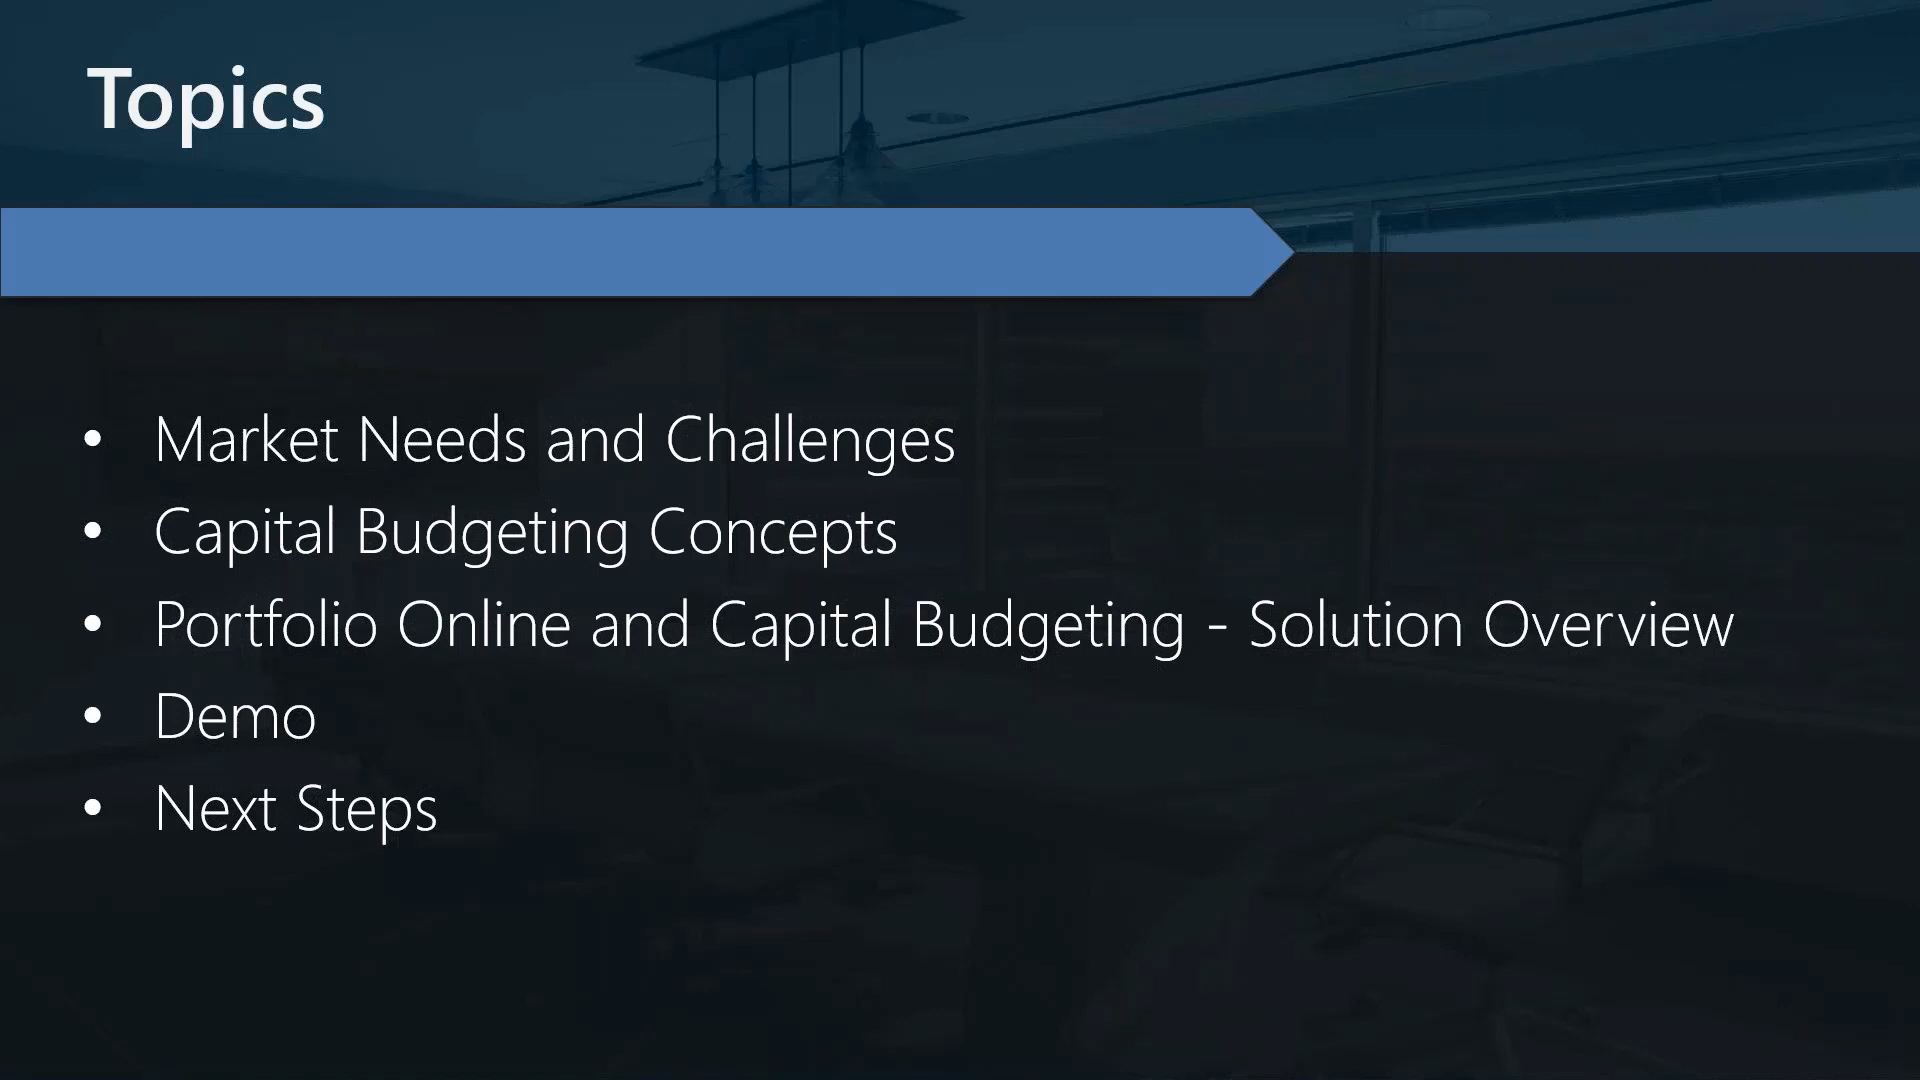 Topics
• Market Needs and Challenges
• Capital Budgeting Concepts
• Portfolio Online and Capital Budgeting - Solution Overview
• Demo
• Next Steps